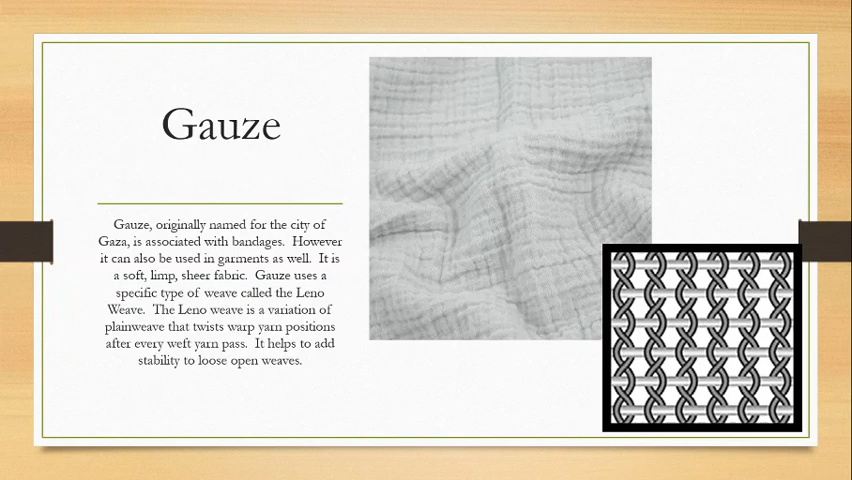 Gauze
Gauze, originally named for the city of
Gaza, is associated with bandages.  However
it can also be used in garments as well.  It is
a soft, limp, sheer fabric.  Gauze uses a
specific type of weave called the Leno
Weave.  The Leno weave is a variation of
plainweave that twists warp yarn positions
after every weft yarn pass.  It helps to add
stability to loose open weaves.